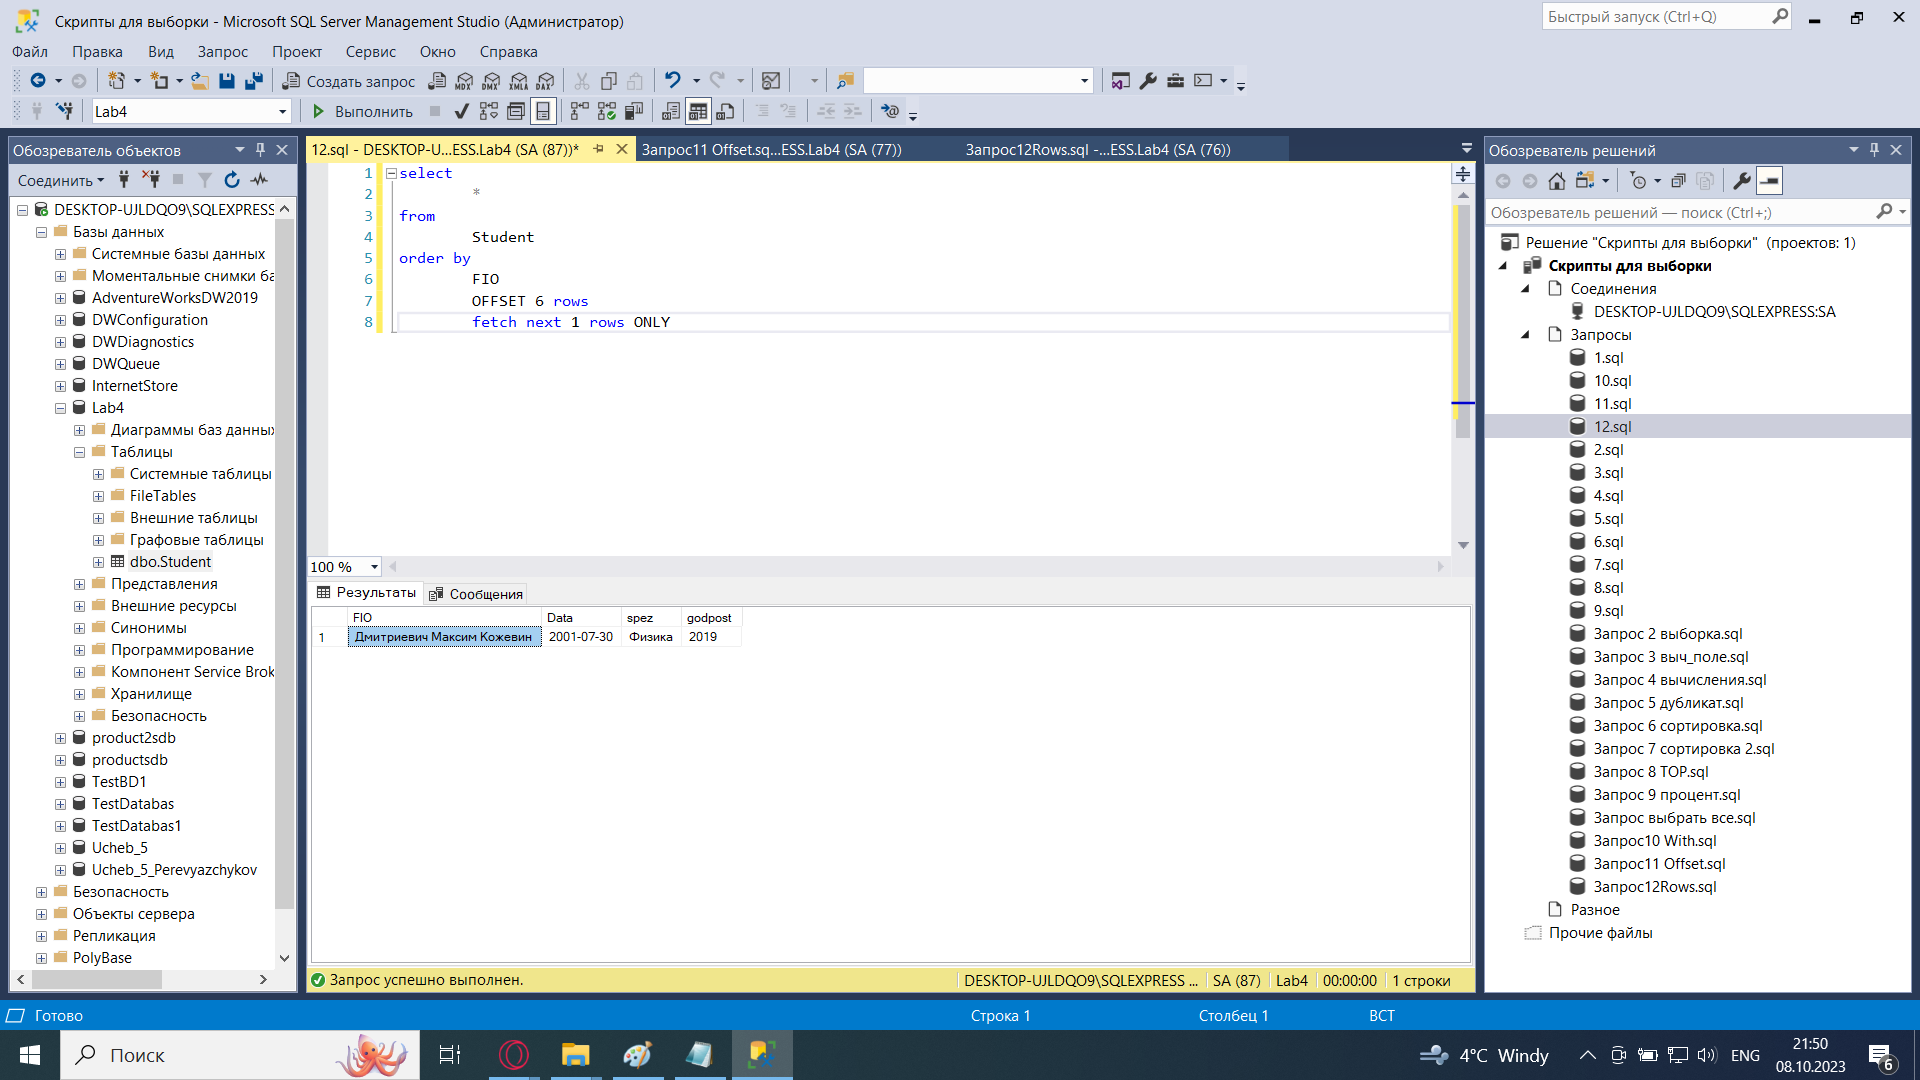 Скрипты для выборки - Microsoft SQL Server Management Studio (Администратор)
Быстрый запуск (Ctrl+Q)
Файл Правка Вид Запрос Проект Сервис Окно Справка
Создать запрос MDX DMX XMLA DAX
Lab4 Выполнить
Обозреватель объектов
Соединить
DESKTOP-UJLDQO9\SQLEXPRESS
Базы данных
Системные базы данных
Моментальные снимки ба
AdventureWorksDW2019
DWConfiguration
DWDiagnostics
DWQueue
InternetStore
Lab4
Диаграммы баз данны
Таблицы
Системные таблицы
FileTables
Внешние таблицы
Графовые таблицы
dbo.Student
Представления
Внешние ресурсы
Синонимы
Программирование
Компонент Service Brok
Хранилище
Безопасность
product2sdb
productsdb
TestBD1
TestDatabas
TestDatabas1
Ucheb_5
Ucheb_5_Perevyazchykov
Безопасность
Объекты сервера
Репликация
PolyBase
12.sql - DESKTOP-U...ESS.Lab4 (SA (87))* Запрос11 Offset.sq...ESS.Lab4 (SA (77)) Запрос12Rows.sql -...ESS.Lab4 (SA (76))
1 select
2 *
3 from
4 Student
5 order by
6 FIO
7 OFFSET 6 rows
8 fetch next 1 rows ONLY
100 %
Результаты Сообщения
FIO Data spez godpost
1 Дмитриевич Максим Кожевин 2001-07-30 Физика 2019
Запрос успешно выполнен. DESKTOP-UJLDQO9\SQLEXPRESS ... SA (87) Lab4 00:00:00 1 строки
Обозреватель решений
Обозреватель решений — поиск (Ctrl+;)
Решение "Скрипты для выборки" (проектов: 1)
Скрипты для выборки
Соединения
DESKTOP-UJLDQO9\SQLEXPRESS:SA
Запросы
1.sql
10.sql
11.sql
12.sql
2.sql
3.sql
4.sql
5.sql
6.sql
7.sql
8.sql
9.sql
Запрос 2 выборка.sql
Запрос 3 выч_поле.sql
Запрос 4 вычисления.sql
Запрос 5 дубликат.sql
Запрос 6 сортировка.sql
Запрос 7 сортировка 2.sql
Запрос 8 TOP.sql
Запрос 9 процент.sql
Запрос выбрать все.sql
Запрос10 With.sql
Запрос11 Offset.sql
Запрос12Rows.sql
Разное
Прочие файлы
Готово Строка 1 Столбец 1 ВСТ
Поиск
4°C Windy ENG 21:50
08.10.2023
6